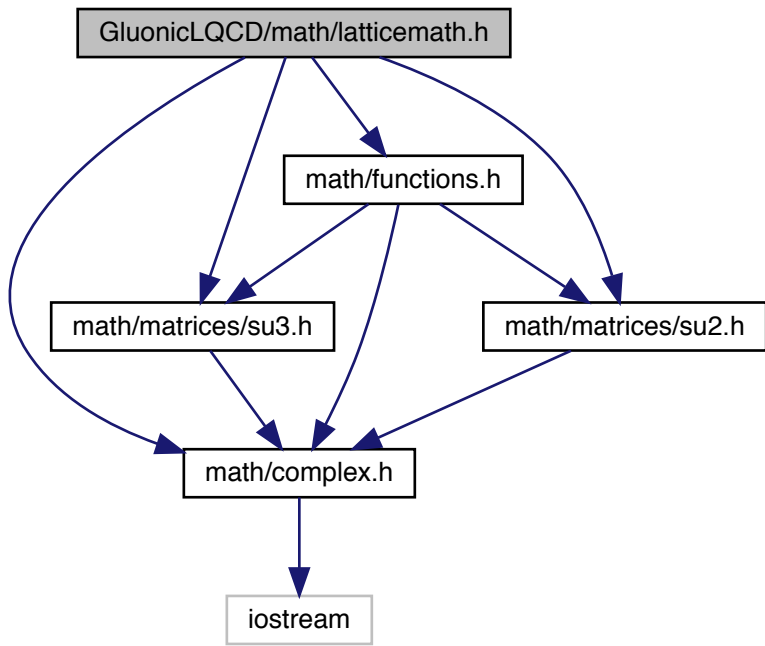 GluonicLQCD/math/latticemath.h
math/functions.h
math/matrices/su3.h
math/matrices/su2.h
math/complex.h
iostream